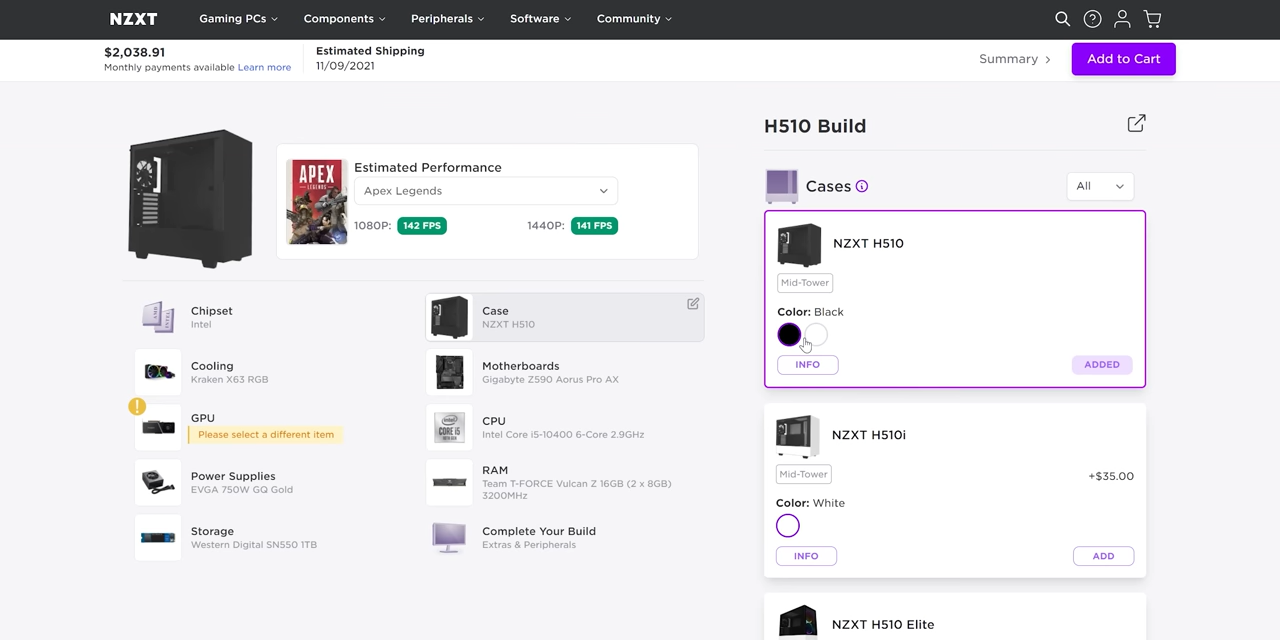 NZXT
Gaming PCs
Components
Peripherals
Software
Community
$2,038.91
Monthly payments available Learn more
Estimated Shipping
11/09/2021
Summary
Add to Cart
APEX
LEGENDS
Estimated Performance
Apex Legends
1080P: 142 FPS
1440P: 141 FPS
Chipset
Intel
Case
NZXT H510
Cooling
Kraken X63 RGB
Motherboards
Gigabyte Z590 Aorus Pro AX
!
GPU
Please select a different item
intel
CORE i5
CPU
Intel Core i5-10400 6-Core 2.9GHz
Power Supplies
EVGA 750W GQ Gold
RAM
Team T-FORCE Vulcan Z 16GB (2 x 8GB)
3200MHz
Storage
Western Digital SN550 1TB
Complete Your Build
Extras & Peripherals
H510 Build
Cases
All
NZXT H510
Mid-Tower
Color: Black
INFO
ADDED
NZXT H510i
Mid-Tower
+$35.00
Color: White
INFO
ADD
NZXT H510 Elite